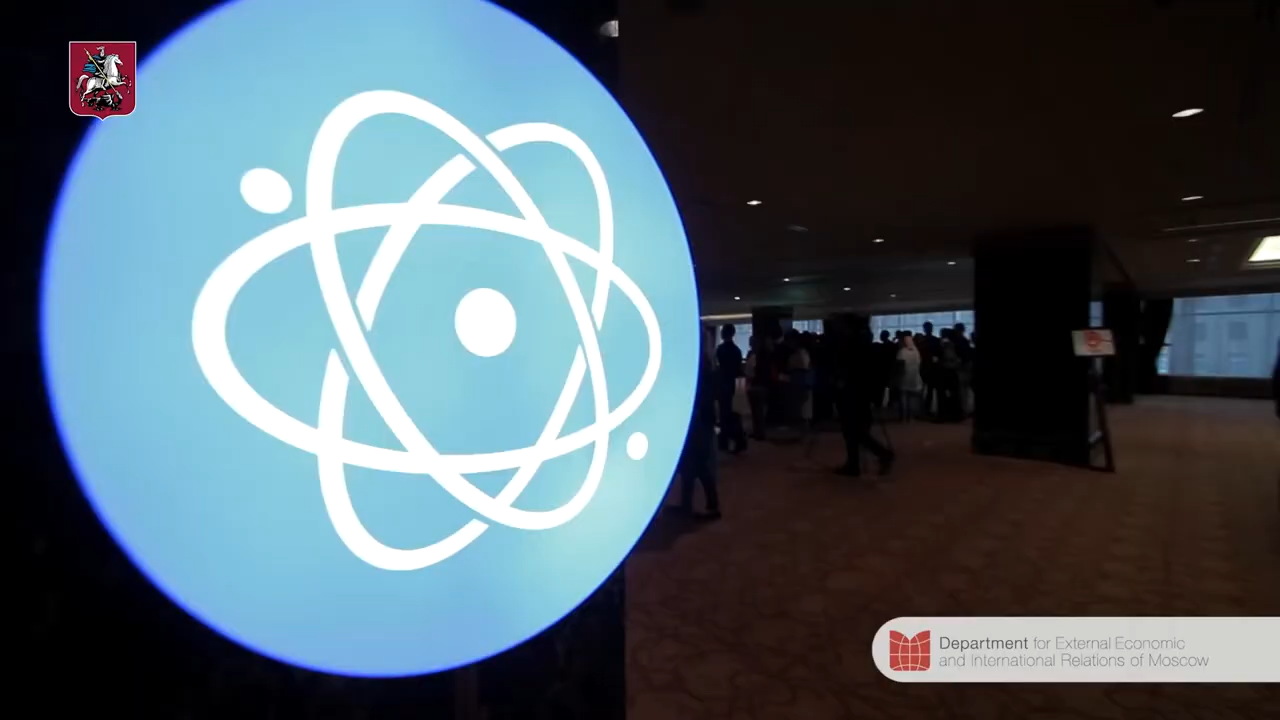 Department for External Economic
and International Relations of Moscow